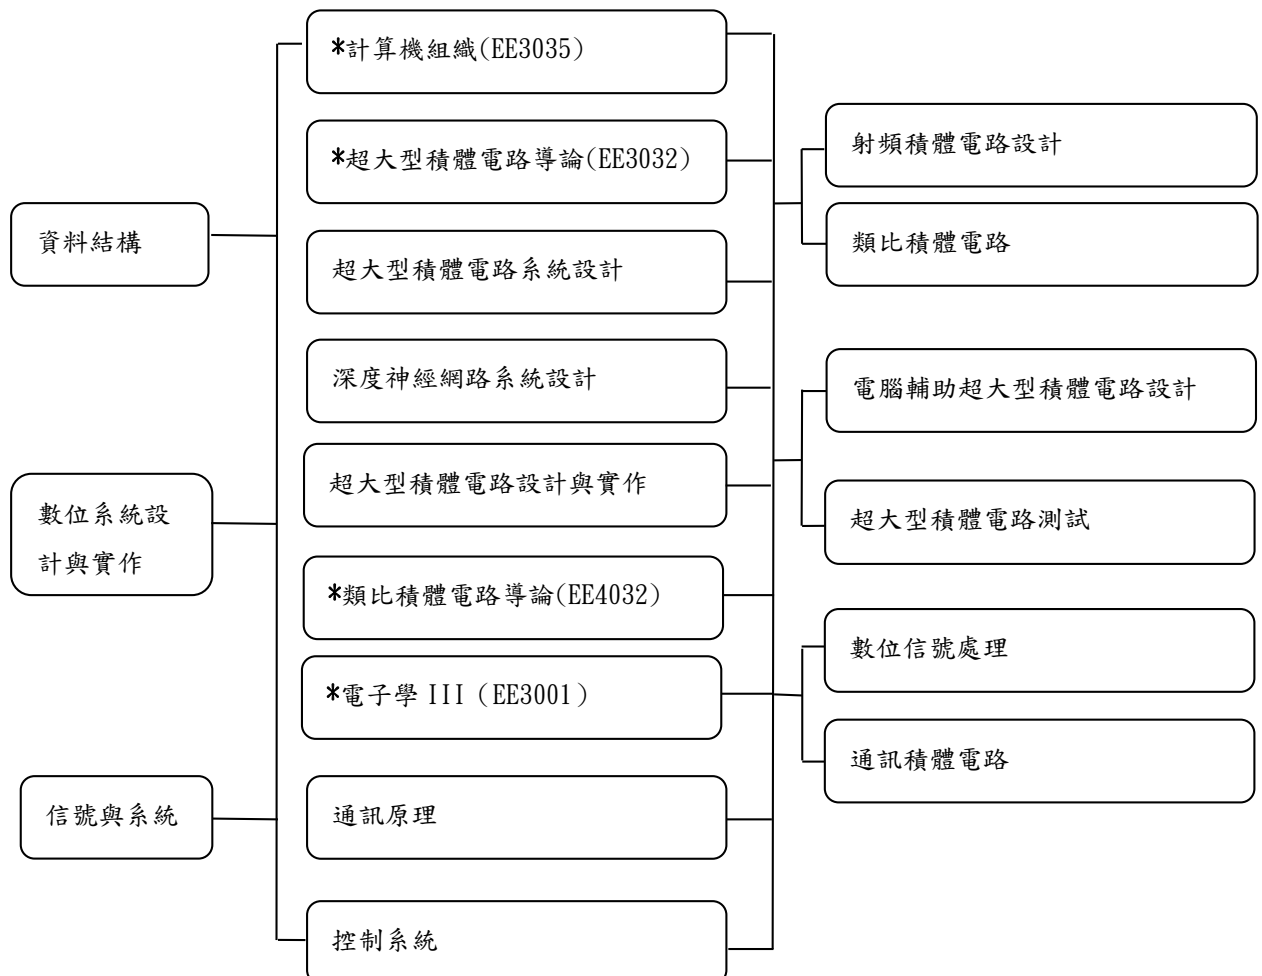 資料結構
數位系統設
計與實作
信號與系統
*計算機組織(EE3035)
*超大型積體電路導論(EE3032)
超大型積體電路系統設計
深度神經網路系統設計
超大型積體電路設計與實作
*類比積體電路導論(EE4032)
*電子學 III (EE3001)
通訊原理
控制系統
射頻積體電路設計
類比積體電路
電腦輔助超大型積體電路設計
超大型積體電路測試
數位信號處理
通訊積體電路